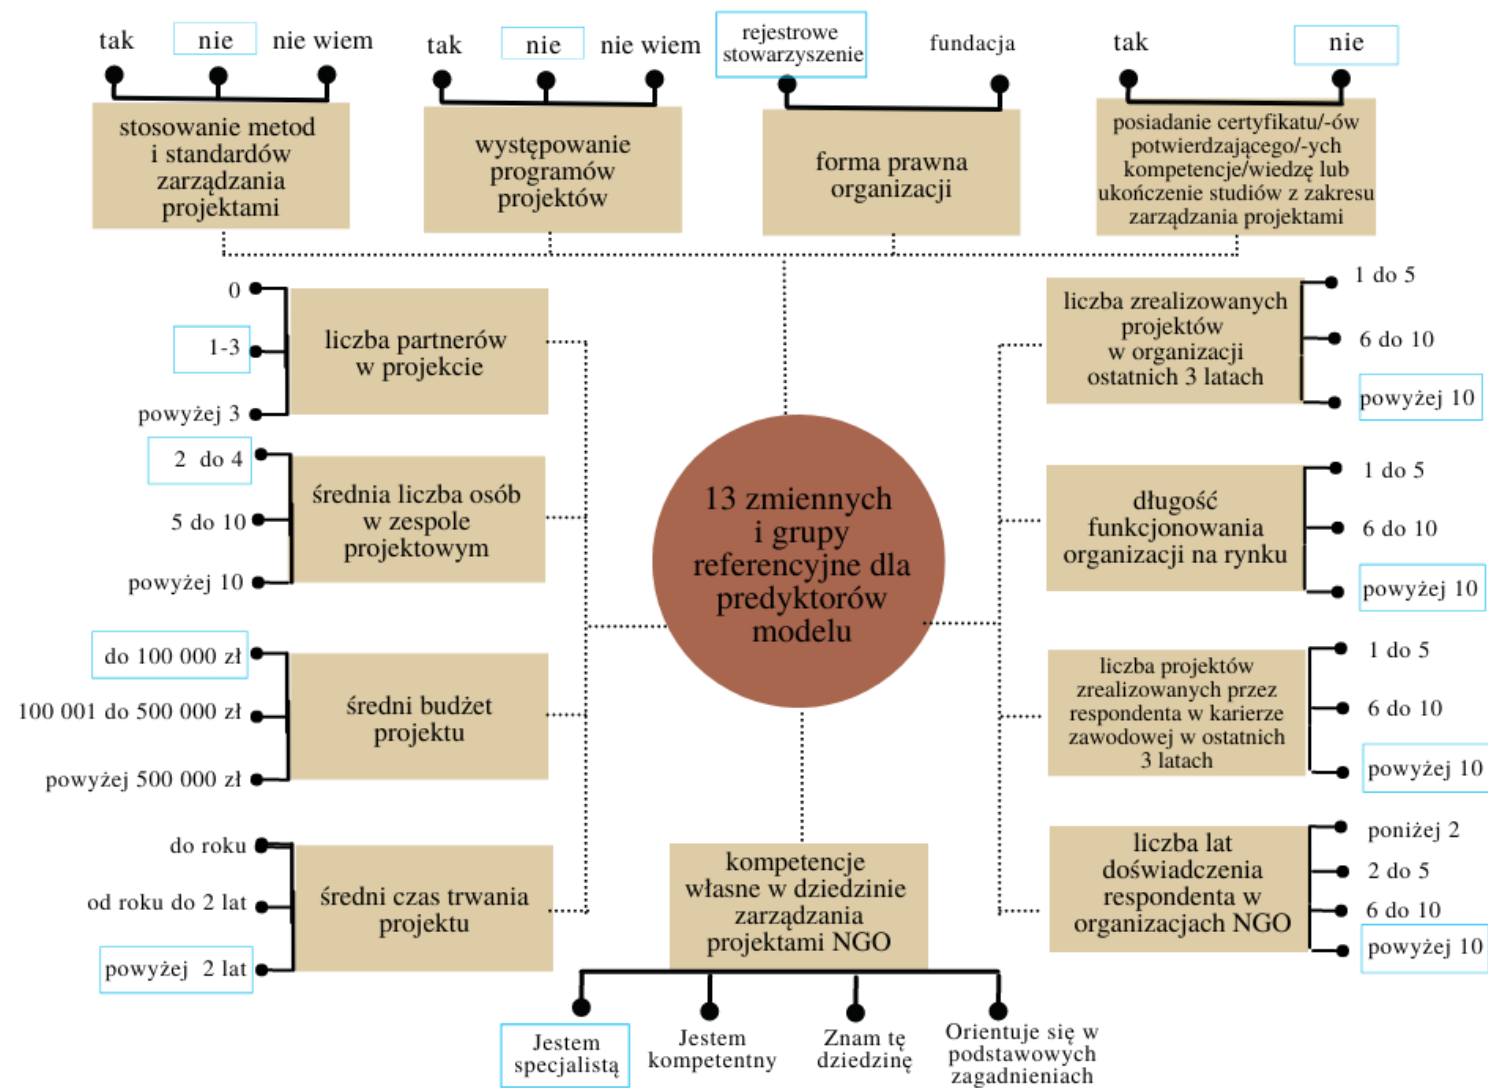 tak
nie
nie wiem
stosowanie metod
i standardów
zarządzania
projektami
tak
nie
nie wiem
występowanie
programów
projektów
rejestrowe
stowarzyszenie
fundacja
forma prawna
organizacji
tak
nie
posiadanie certyfikatu/-ów
potwierdzającego/-ych
kompetencje/wiedzę lub
ukończenie studiów z zakresu
zarządzania projektami
0
1-3
powyżej 3
liczba partnerów
w projekcie
2 do 4
5 do 10
powyżej 10
średnia liczba osób
w zespole
projektowym
do 100 000 zł
100 001 do 500 000 zł
powyżej 500 000 zł
średni budżet
projektu
do roku
od roku do 2 lat
powyżej 2 lat
średni czas trwania
projektu
13 zmiennych
i grupy
referencyjne dla
predyktorów
modelu
kompetencje
własne w dziedzinie
zarządzania
projektami NGO
Jestem
specjalistą
Jestem
kompetentny
Znam tę
dziedzinę
Orientuje się w
podstawowych
zagadnieniach
liczba zrealizowanych
projektów
w organizacji
ostatnich 3 latach
1 do 5
6 do 10
powyżej 10
długość
funkcjonowania
organizacji na rynku
1 do 5
6 do 10
powyżej 10
liczba projektów
zrealizowanych przez
respondenta w karierze
zawodowej w ostatnich
3 latach
1 do 5
6 do 10
powyżej 10
liczba lat
doświadczenia
respondenta w
organizacjach NGO
poniżej 2
2 do 5
6 do 10
powyżej 10